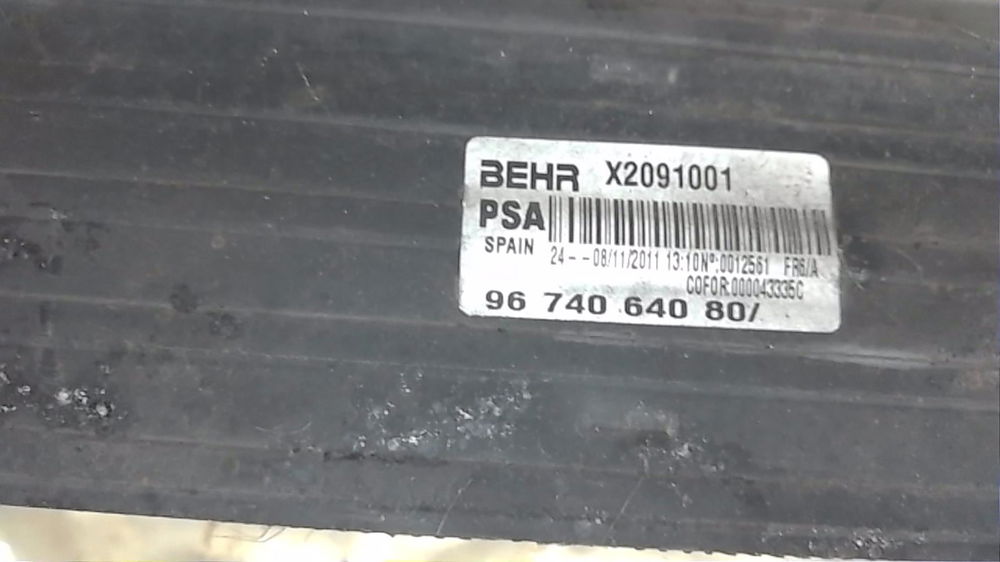 BEHR X2091001
PSA
SPAIN 24--08/11/2011 13:10Nº:0012561 FR6/A
COFOR:000043335C
96 740 640 80/